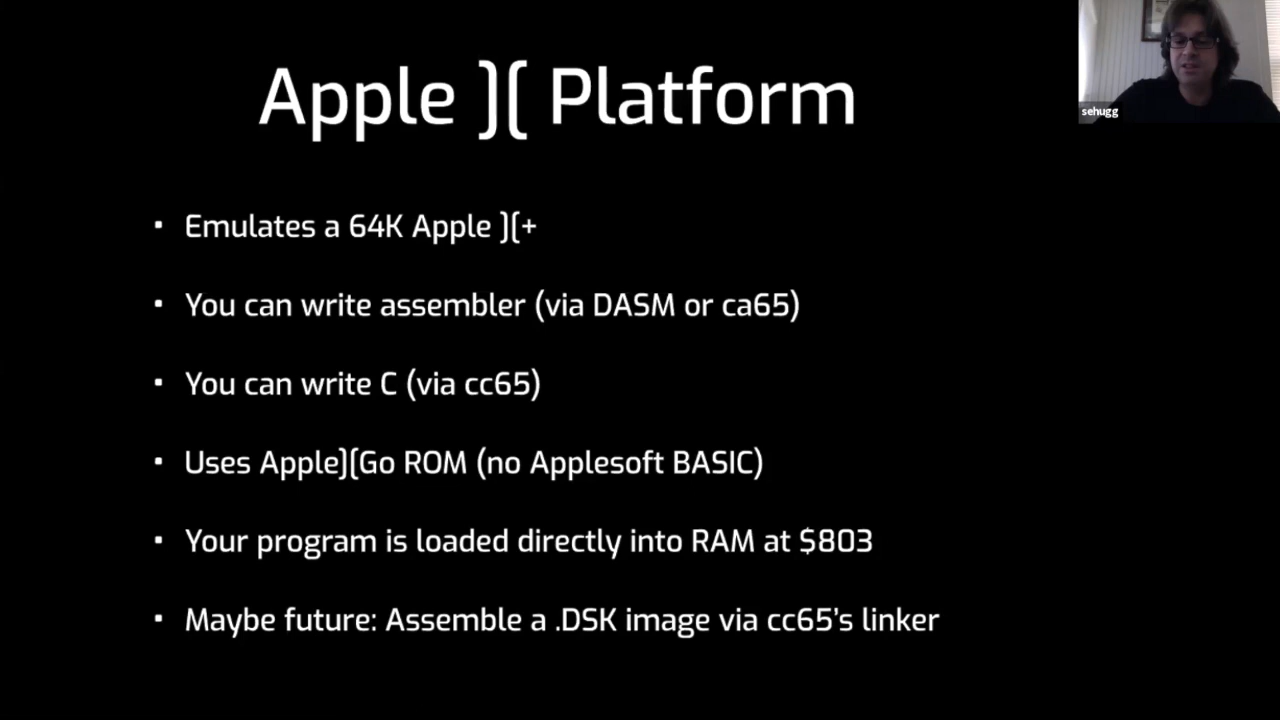 Apple ][ Platform
sehugg
· Emulates a 64K Apple ][+
· You can write assembler (via DASM or ca65)
· You can write C (via cc65)
· Uses Apple][Go ROM (no Applesoft BASIC)
· Your program is loaded directly into RAM at $803
· Maybe future: Assemble a .DSK image via cc65’s linker